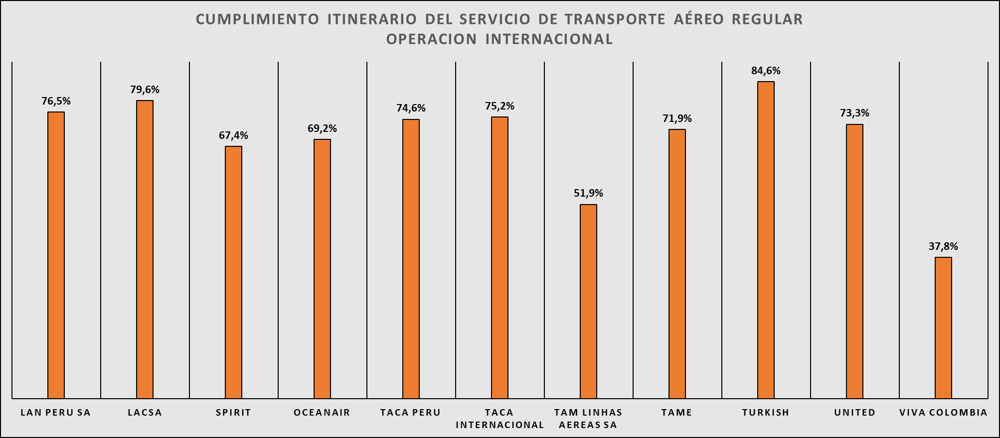 CUMPLIMIENTO ITINERARIO DEL SERVICIO DE TRANSPORTE AÉREO REGULAR
OPERACION INTERNACIONAL
76,5%
79,6%
67,4%
69,2%
74,6%
75,2%
51,9%
71,9%
84,6%
73,3%
37,8%
LAN PERU SA
LACSA
SPIRIT
OCEANAIR
TACA PERU
TACA
INTERNACIONAL
TAM LINHAS
AEREAS SA
TAME
TURKISH
UNITED
VIVA COLOMBIA